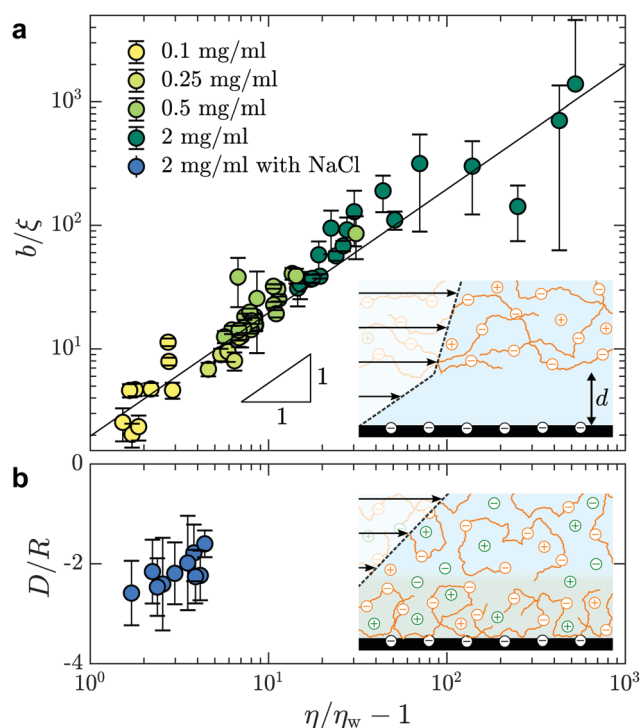 a
0.1 mg/ml
0.25 mg/ml
0.5 mg/ml
2 mg/ml
2 mg/ml with NaCl
10³
10²
10¹
b/ξ
1
1
d
b
0
-2
-4
D/R
10⁰
10¹
10²
10³
η/η_w − 1